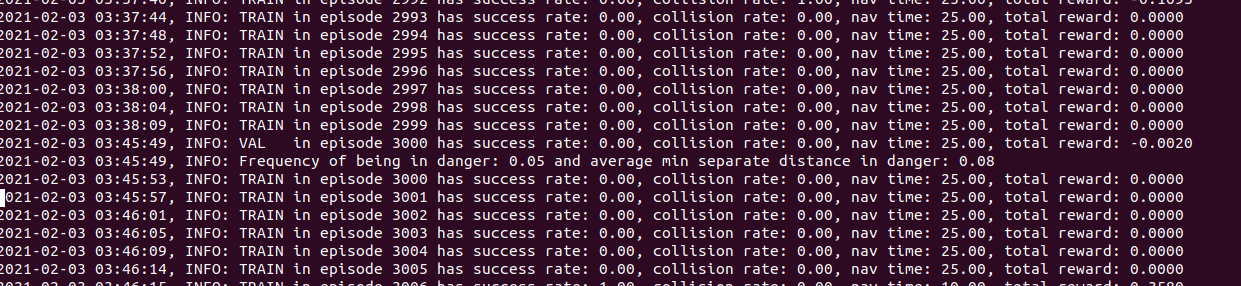 2021-02-03 03:37:40, INFO: TRAIN in episode 2992 has success rate: 0.00, collision rate: 1.00, nav time: 25.00, total reward: -0.1095
2021-02-03 03:37:44, INFO: TRAIN in episode 2993 has success rate: 0.00, collision rate: 0.00, nav time: 25.00, total reward: 0.0000
2021-02-03 03:37:48, INFO: TRAIN in episode 2994 has success rate: 0.00, collision rate: 0.00, nav time: 25.00, total reward: 0.0000
2021-02-03 03:37:52, INFO: TRAIN in episode 2995 has success rate: 0.00, collision rate: 0.00, nav time: 25.00, total reward: 0.0000
2021-02-03 03:37:56, INFO: TRAIN in episode 2996 has success rate: 0.00, collision rate: 0.00, nav time: 25.00, total reward: 0.0000
2021-02-03 03:38:00, INFO: TRAIN in episode 2997 has success rate: 0.00, collision rate: 0.00, nav time: 25.00, total reward: 0.0000
2021-02-03 03:38:04, INFO: TRAIN in episode 2998 has success rate: 0.00, collision rate: 0.00, nav time: 25.00, total reward: 0.0000
2021-02-03 03:38:09, INFO: TRAIN in episode 2999 has success rate: 0.00, collision rate: 0.00, nav time: 25.00, total reward: 0.0000
2021-02-03 03:45:49, INFO: VAL   in episode 3000 has success rate: 0.00, collision rate: 0.00, nav time: 25.00, total reward: -0.0020
2021-02-03 03:45:49, INFO: Frequency of being in danger: 0.05 and average min separate distance in danger: 0.08
2021-02-03 03:45:53, INFO: TRAIN in episode 3000 has success rate: 0.00, collision rate: 0.00, nav time: 25.00, total reward: 0.0000
021-02-03 03:45:57, INFO: TRAIN in episode 3001 has success rate: 0.00, collision rate: 0.00, nav time: 25.00, total reward: 0.0000
2021-02-03 03:46:01, INFO: TRAIN in episode 3002 has success rate: 0.00, collision rate: 0.00, nav time: 25.00, total reward: 0.0000
2021-02-03 03:46:05, INFO: TRAIN in episode 3003 has success rate: 0.00, collision rate: 0.00, nav time: 25.00, total reward: 0.0000
2021-02-03 03:46:09, INFO: TRAIN in episode 3004 has success rate: 0.00, collision rate: 0.00, nav time: 25.00, total reward: 0.0000
2021-02-03 03:46:14, INFO: TRAIN in episode 3005 has success rate: 0.00, collision rate: 0.00, nav time: 25.00, total reward: 0.0000
2021-02-03 03:46:15, INFO: TRAIN in episode 3006 has success rate: 1.00, collision rate: 0.00, nav time: 10.00, total reward: 0.3580